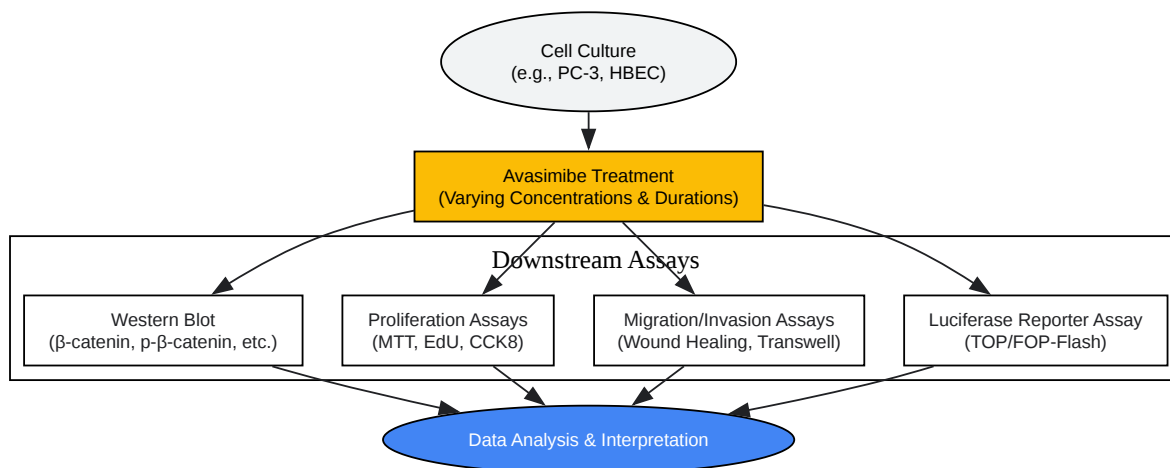 Cell Culture
(e.g., PC-3, HBEC)
Avasimibe Treatment
(Varying Concentrations & Durations)
Downstream Assays
Western Blot
(β-catenin, p-β-catenin, etc.)
Proliferation Assays
(MTT, EdU, CCK8)
Migration/Invasion Assays
(Wound Healing, Transwell)
Luciferase Reporter Assay
(TOP/FOP-Flash)
Data Analysis & Interpretation